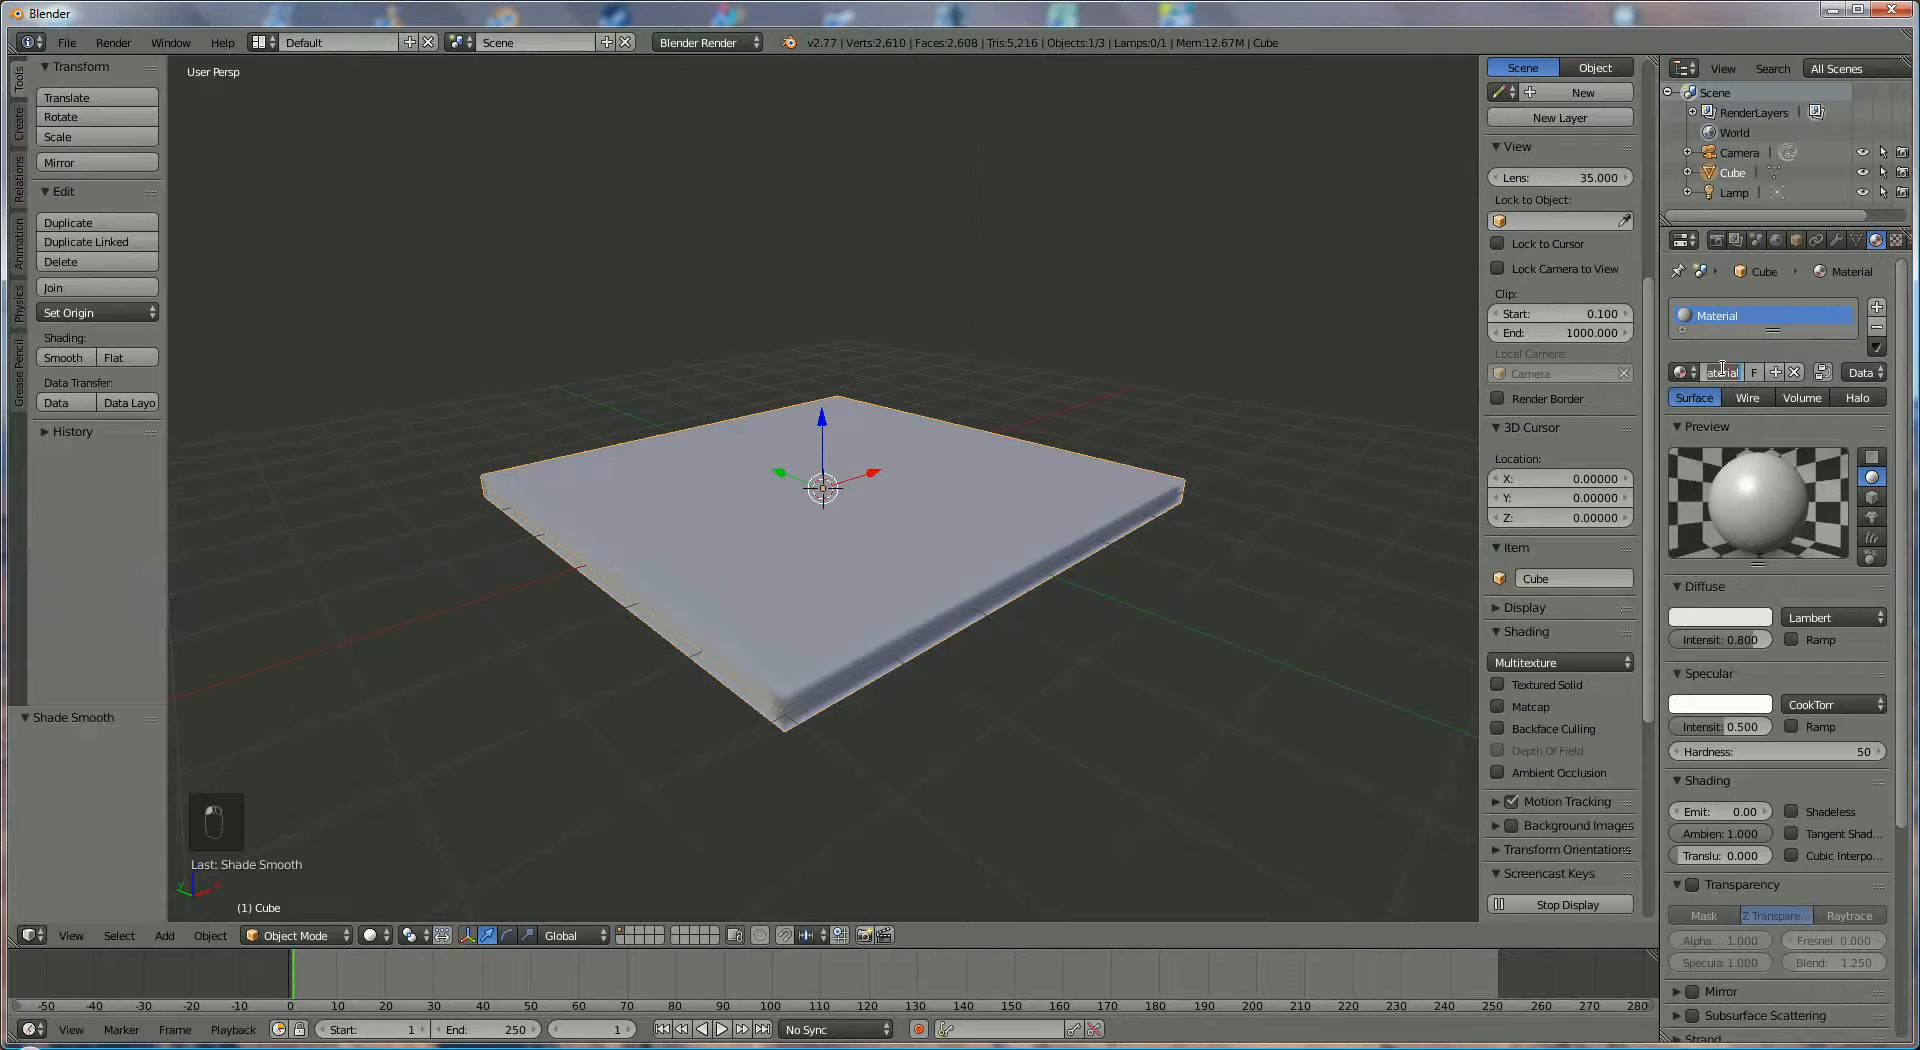 Blender
File Render Window Help Default Scene Blender Render v2.77 | Verts:2,610 | Faces:2,608 | Tris:5,216 | Objects:1/3 | Lamps:0/1 | Mem:12.67M | Cube
Tools
Create
Relations
Animation
Physics
Grease Pencil
Transform
Translate
Rotate
Scale
Mirror
Edit
Duplicate
Duplicate Linked
Delete
Join
Set Origin
Shading:
Smooth Flat
Data Transfer:
Data Data Layo
History
Shade Smooth
User Persp
Last: Shade Smooth
(1) Cube
Scene Object
New
New Layer
View
Lens: 35.000
Lock to Object:
Lock to Cursor
Lock Camera to View
Clip:
Start: 0.100
End: 1000.000
Local Camera:
Camera
Render Border
3D Cursor
Location:
X: 0.00000
Y: 0.00000
Z: 0.00000
Item
Cube
Display
Shading
Multitexture
Textured Solid
Matcap
Backface Culling
Depth Of Field
Ambient Occlusion
Motion Tracking
Background Images
Transform Orientations
Screencast Keys
Stop Display
View Search All Scenes
Scene
RenderLayers
World
Camera
Cube
Lamp
Cube Material
Material
aterial F Data
Surface Wire Volume Halo
Preview
Diffuse
Lambert
Intensit: 0.800 Ramp
Specular
CookTorr
Intensit: 0.500 Ramp
Hardness: 50
Shading
Emit: 0.00 Shadeless
Ambien: 1.000 Tangent Shad...
Translu: 0.000 Cubic Interpo...
Transparency
Mask Z Transpare... Raytrace
Alpha: 1.000 Fresnel: 0.000
Specula: 1.000 Blend: 1.250
Mirror
Subsurface Scattering
Strand
View Select Add Object Object Mode Global
-50 -40 -30 -20 -10 0 10 20 30 40 50 60 70 80 90 100 110 120 130 140 150 160 170 180 190 200 210 220 230 240 250 260 270 280
View Marker Frame Playback Start: 1 End: 250 1 No Sync